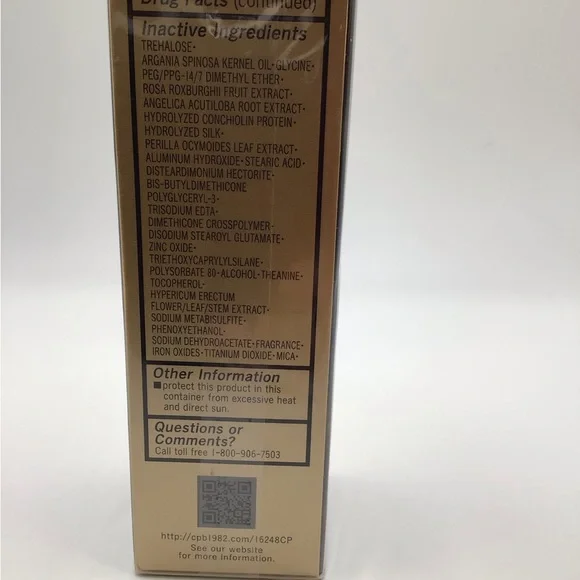 Drug Facts (continued)
Inactive Ingredients
TREHALOSE·
ARGANIA SPINOSA KERNEL OIL·GLYCINE·
PEG/PPG-14/7 DIMETHYL ETHER·
ROSA ROXBURGHII FRUIT EXTRACT·
ANGELICA ACUTILOBA ROOT EXTRACT·
HYDROLYZED CONCHIOLIN PROTEIN·
HYDROLYZED SILK·
PERILLA OCYMOIDES LEAF EXTRACT·
ALUMINUM HYDROXIDE·STEARIC ACID·
DISTEARDIMONIUM HECTORITE·
BIS-BUTYLDIMETHICONE
POLYGLYCERYL-3·
TRISODIUM EDTA·
DIMETHICONE CROSSPOLYMER·
DISODIUM STEAROYL GLUTAMATE·
ZINC OXIDE·
TRIETHOXYCAPRYLYLSILANE·
POLYSORBATE 80·ALCOHOL·THEANINE·
TOCOPHEROL·
HYPERICUM ERECTUM
FLOWER/LEAF/STEM EXTRACT·
SODIUM METABISULFITE·
PHENOXYETHANOL·
SODIUM DEHYDROACETATE·FRAGRANCE·
IRON OXIDES·TITANIUM DIOXIDE·MICA·
Other Information
■ protect this product in this
container from excessive heat
and direct sun.
Questions or
Comments?
Call toll free 1-800-906-7503
http://cpb1982.com/16248CP
See our website
for more information.